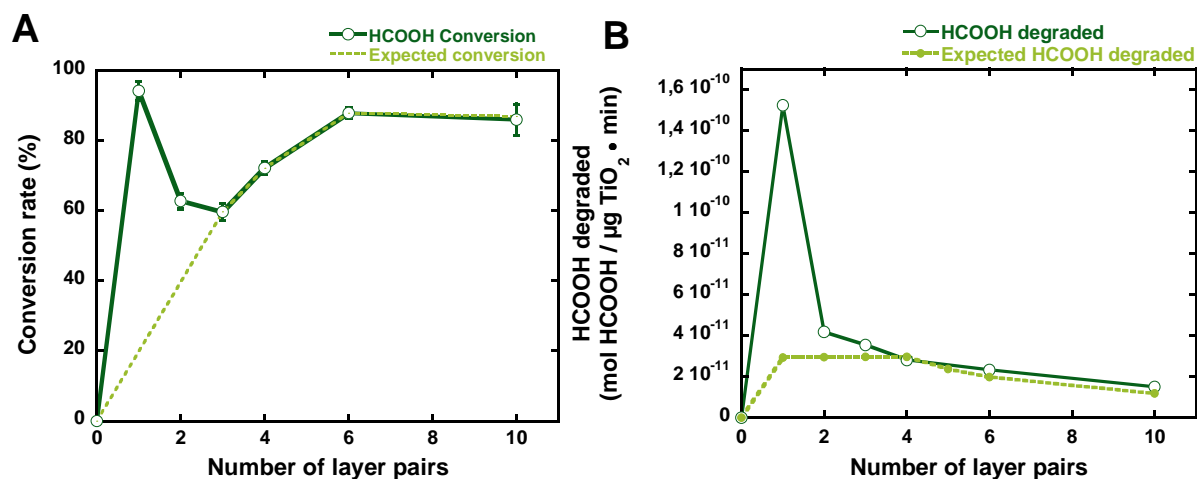 A
HCOOH Conversion
Expected conversion
100
80
60
40
20
0
0
2
4
6
8
10
Conversion rate (%)
Number of layer pairs
B
HCOOH degraded
Expected HCOOH degraded
1,6 10⁻¹⁰
1,4 10⁻¹⁰
1,2 10⁻¹⁰
1 10⁻¹⁰
8 10⁻¹¹
6 10⁻¹¹
4 10⁻¹¹
2 10⁻¹¹
0
0
2
4
6
8
10
HCOOH degraded
(mol HCOOH / µg TiO₂ • min)
Number of layer pairs